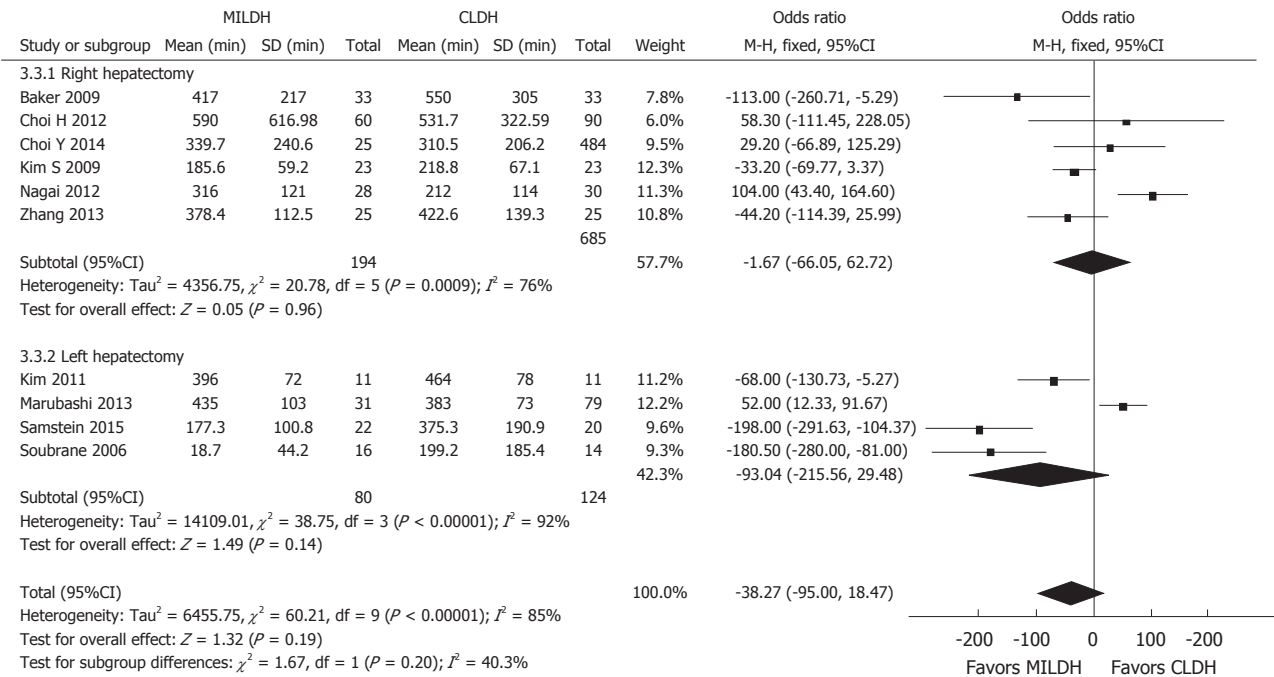 MILDH CLDH Odds ratio Odds ratio
Study or subgroup Mean (min) SD (min) Total Mean (min) SD (min) Total Weight M-H, fixed, 95%CI M-H, fixed, 95%CI
3.3.1 Right hepatectomy
Baker 2009 417 217 33 550 305 33 7.8% -113.00 (-260.71, -5.29)
Choi H 2012 590 616.98 60 531.7 322.59 90 6.0% 58.30 (-111.45, 228.05)
Choi Y 2014 339.7 240.6 25 310.5 206.2 484 9.5% 29.20 (-66.89, 125.29)
Kim S 2009 185.6 59.2 23 218.8 67.1 23 12.3% -33.20 (-69.77, 3.37)
Nagai 2012 316 121 28 212 114 30 11.3% 104.00 (43.40, 164.60)
Zhang 2013 378.4 112.5 25 422.6 139.3 25 10.8% -44.20 (-114.39, 25.99)
685
Subtotal (95%CI) 194 57.7% -1.67 (-66.05, 62.72)
Heterogeneity: Tau² = 4356.75, χ² = 20.78, df = 5 (P = 0.0009); I² = 76%
Test for overall effect: Z = 0.05 (P = 0.96)
3.3.2 Left hepatectomy
Kim 2011 396 72 11 464 78 11 11.2% -68.00 (-130.73, -5.27)
Marubashi 2013 435 103 31 383 73 79 12.2% 52.00 (12.33, 91.67)
Samstein 2015 177.3 100.8 22 375.3 190.9 20 9.6% -198.00 (-291.63, -104.37)
Soubrane 2006 18.7 44.2 16 199.2 185.4 14 9.3% -180.50 (-280.00, -81.00)
42.3% -93.04 (-215.56, 29.48)
Subtotal (95%CI) 80 124
Heterogeneity: Tau² = 14109.01, χ² = 38.75, df = 3 (P < 0.00001); I² = 92%
Test for overall effect: Z = 1.49 (P = 0.14)
Total (95%CI) 100.0% -38.27 (-95.00, 18.47)
Heterogeneity: Tau² = 6455.75, χ² = 60.21, df = 9 (P < 0.00001); I² = 85%
Test for overall effect: Z = 1.32 (P = 0.19)
Test for subgroup differences: χ² = 1.67, df = 1 (P = 0.20); I² = 40.3%
-200 -100 0 100 -200
Favors MILDH Favors CLDH